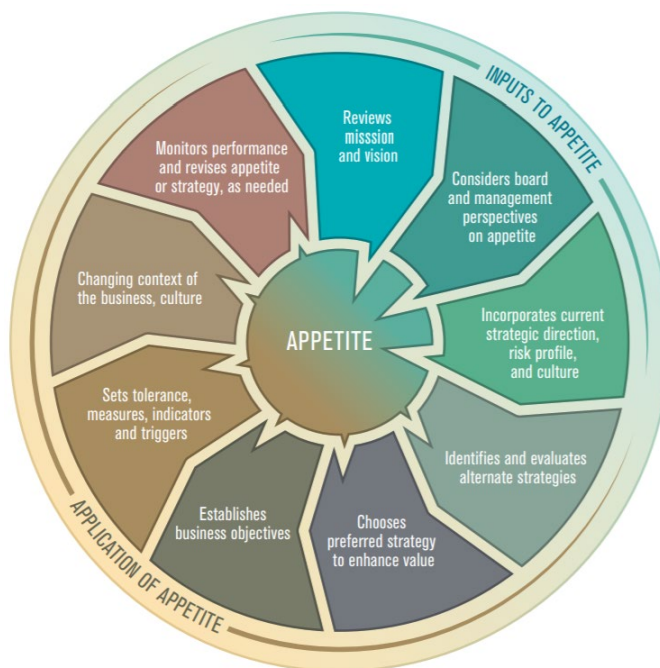 INPUTS TO APPETITE
Reviews
misssion
and vision
Considers board
and management
perspectives
on appetite
Incorporates current
strategic direction,
risk profile,
and culture
Identifies and evaluates
alternate strategies
Chooses
preferred strategy
to enhance value
Establishes
business objectives
Sets tolerance,
measures, indicators
and triggers
Changing context of
the business, culture
Monitors performance
and revises appetite
or strategy, as needed
APPETITE
APPLICATION OF APPETITE